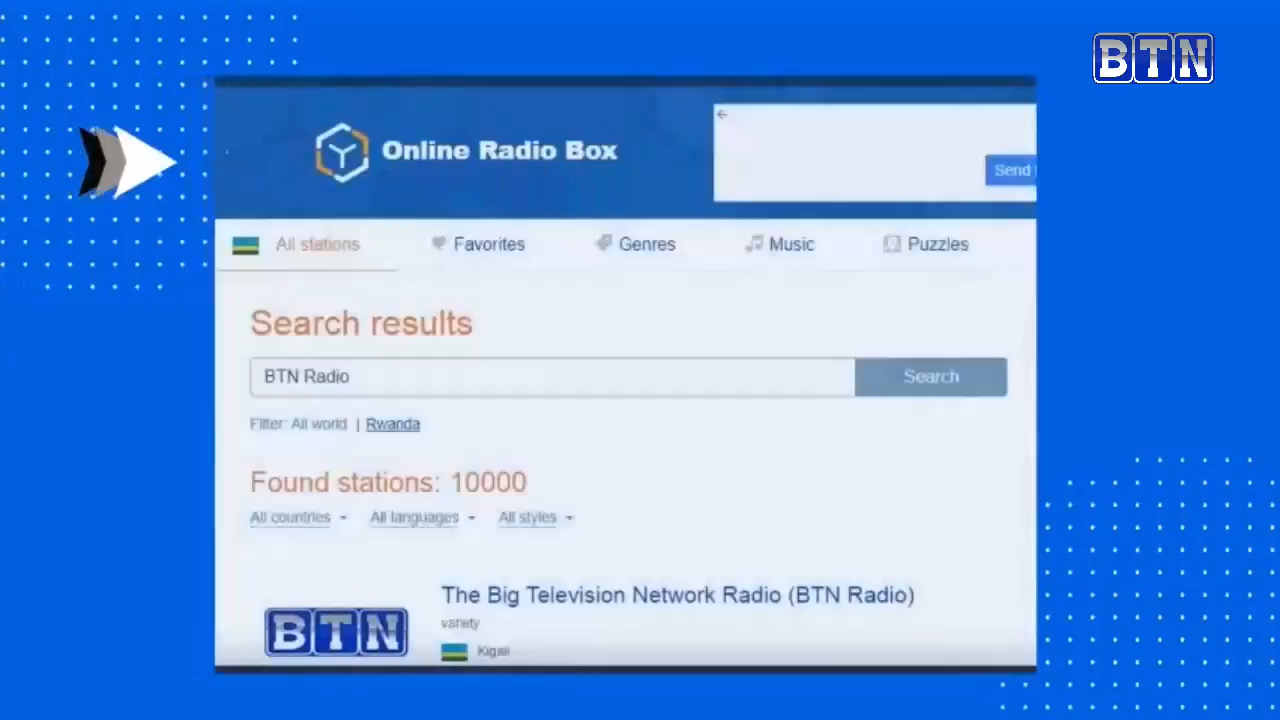 BTN
Online Radio Box
Send
All stations
Favorites
Genres
Music
Puzzles
Search results
BTN Radio
Search
Filter: All world | Rwanda
Found stations: 10000
All countries
All languages
All styles
The Big Television Network Radio (BTN Radio)
variety
BTN
Kigali